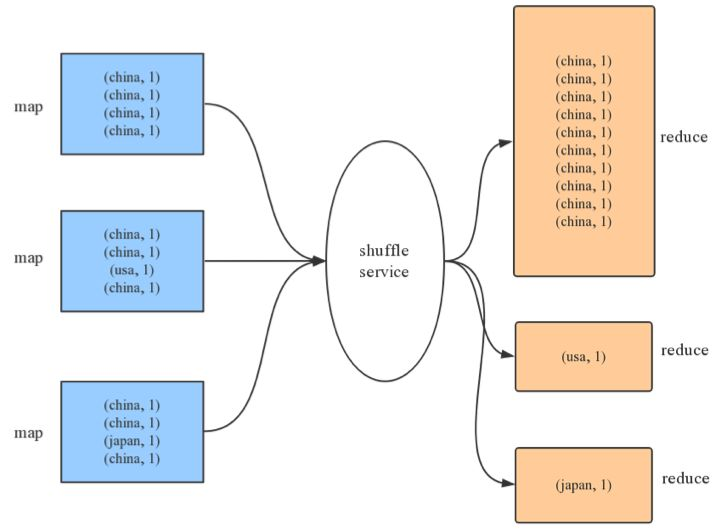 map
(china, 1)
(china, 1)
(china, 1)
(china, 1)
map
(china, 1)
(china, 1)
(usa, 1)
(china, 1)
map
(china, 1)
(china, 1)
(japan, 1)
(china, 1)
shuffle
service
(china, 1)
(china, 1)
(china, 1)
(china, 1)
(china, 1)
(china, 1)
(china, 1)
(china, 1)
(china, 1)
(china, 1)
reduce
(usa, 1)
reduce
(japan, 1)
reduce